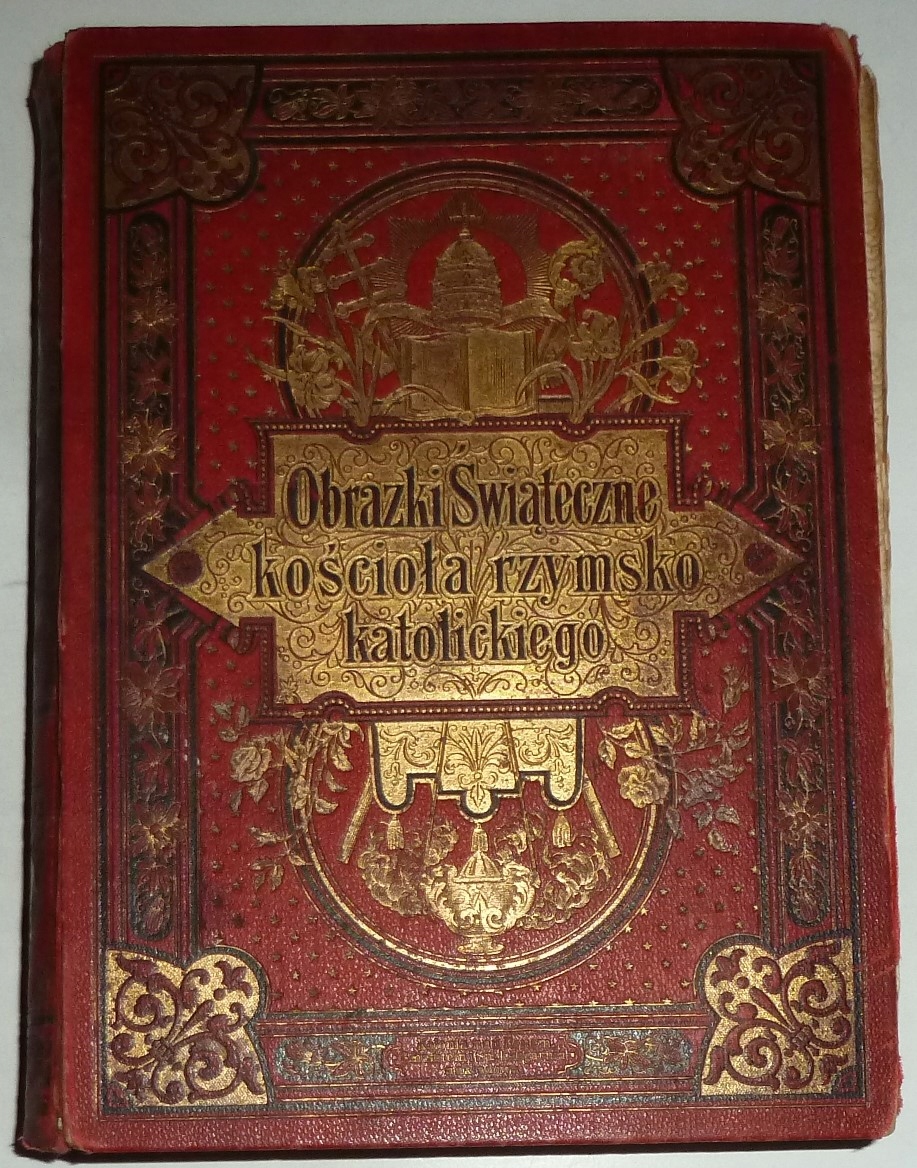 Obrazki Świąteczne
kościoła rzymsko
katolickiego